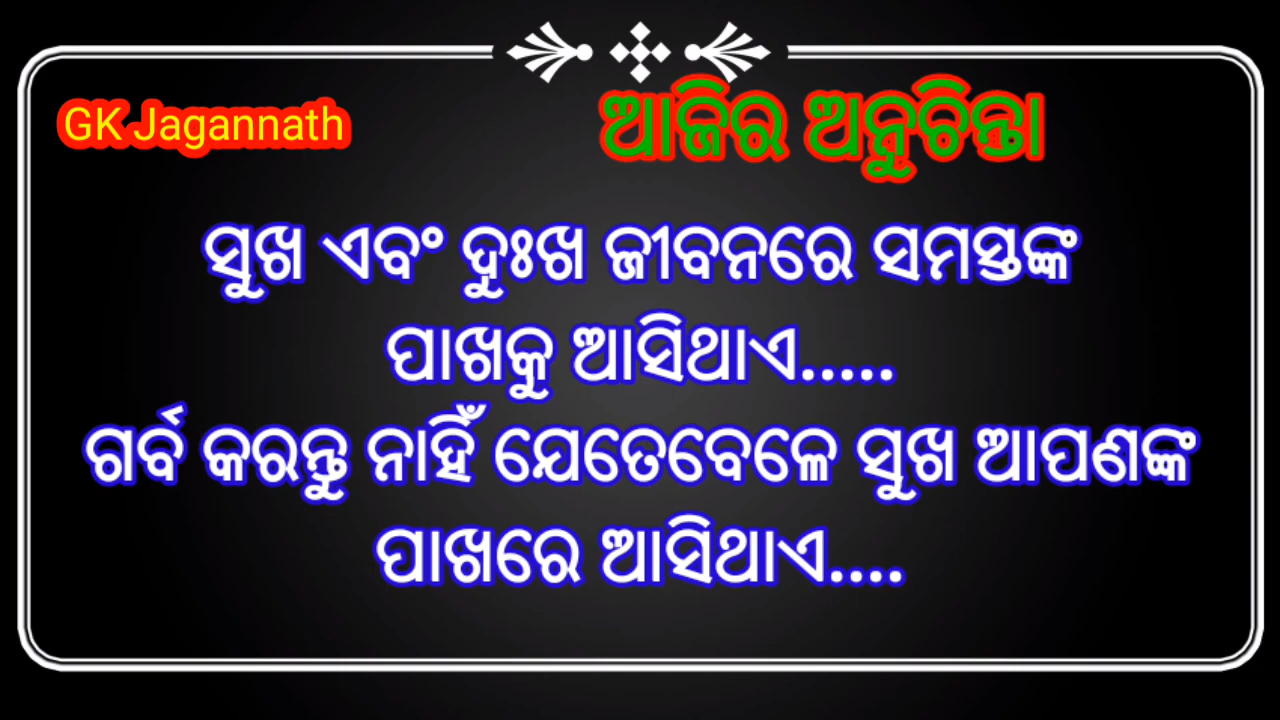 GK Jagannath
ଆଜିର ଅନୁଚିନ୍ତା
ସୁଖ ଏବଂ ଦୁଃଖ ଜୀବନରେ ସମସ୍ତଙ୍କ
ପାଖକୁ ଆସିଥାଏ.....
ଗର୍ବ କରନ୍ତୁ ନାହିଁ ଯେତେବେଳେ ସୁଖ ଆପଣଙ୍କ
ପାଖରେ ଆସିଥାଏ....